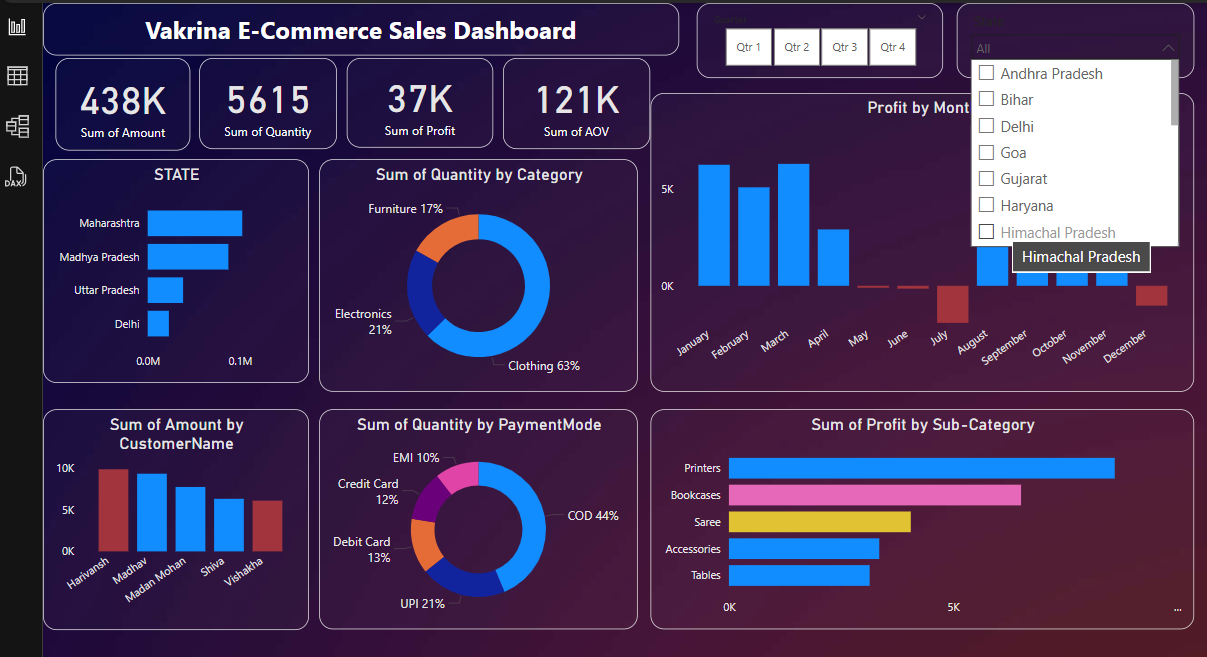 Vakrina E-Commerce Sales Dashboard
Quarter
Qtr 1
Qtr 2
Qtr 3
Qtr 4
All
Andhra Pradesh
Bihar
Delhi
Goa
Gujarat
Haryana
Himachal Pradesh
Himachal Pradesh
438K
Sum of Amount
5615
Sum of Quantity
37K
Sum of Profit
121K
Sum of AOV
STATE
Maharashtra
Madhya Pradesh
Uttar Pradesh
Delhi
0.0M
0.1M
Sum of Quantity by Category
Furniture 17%
Electronics
21%
Clothing 63%
Profit by Mont
5K
0K
January
February
March
April
May
June
July
August
September
October
November
December
Sum of Amount by
CustomerName
10K
5K
0K
Harivansh
Madhav
Madan Mohan
Shiva
Vishakha
Sum of Quantity by PaymentMode
EMI 10%
Credit Card
12%
Debit Card
13%
UPI 21%
COD 44%
Sum of Profit by Sub-Category
Printers
Bookcases
Saree
Accessories
Tables
0K
5K
...
DAX